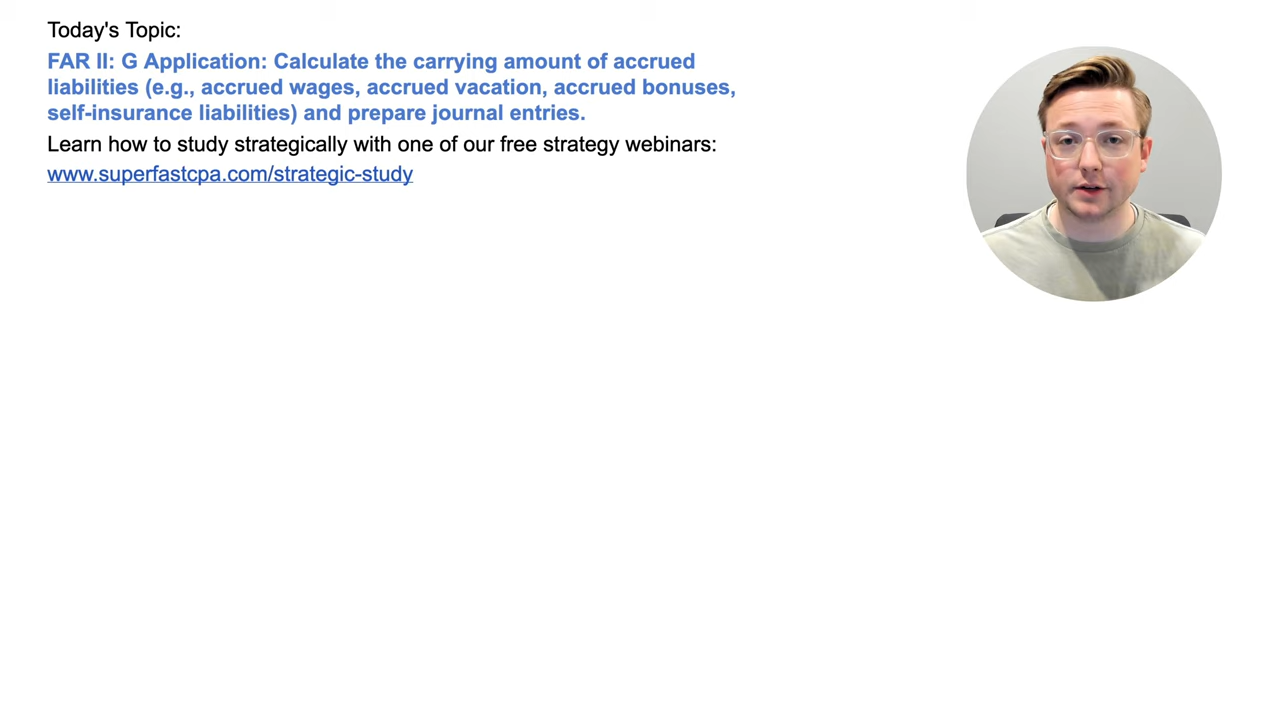 Today's Topic:
FAR II: G Application: Calculate the carrying amount of accrued
liabilities (e.g., accrued wages, accrued vacation, accrued bonuses,
self-insurance liabilities) and prepare journal entries.
Learn how to study strategically with one of our free strategy webinars:
www.superfastcpa.com/strategic-study